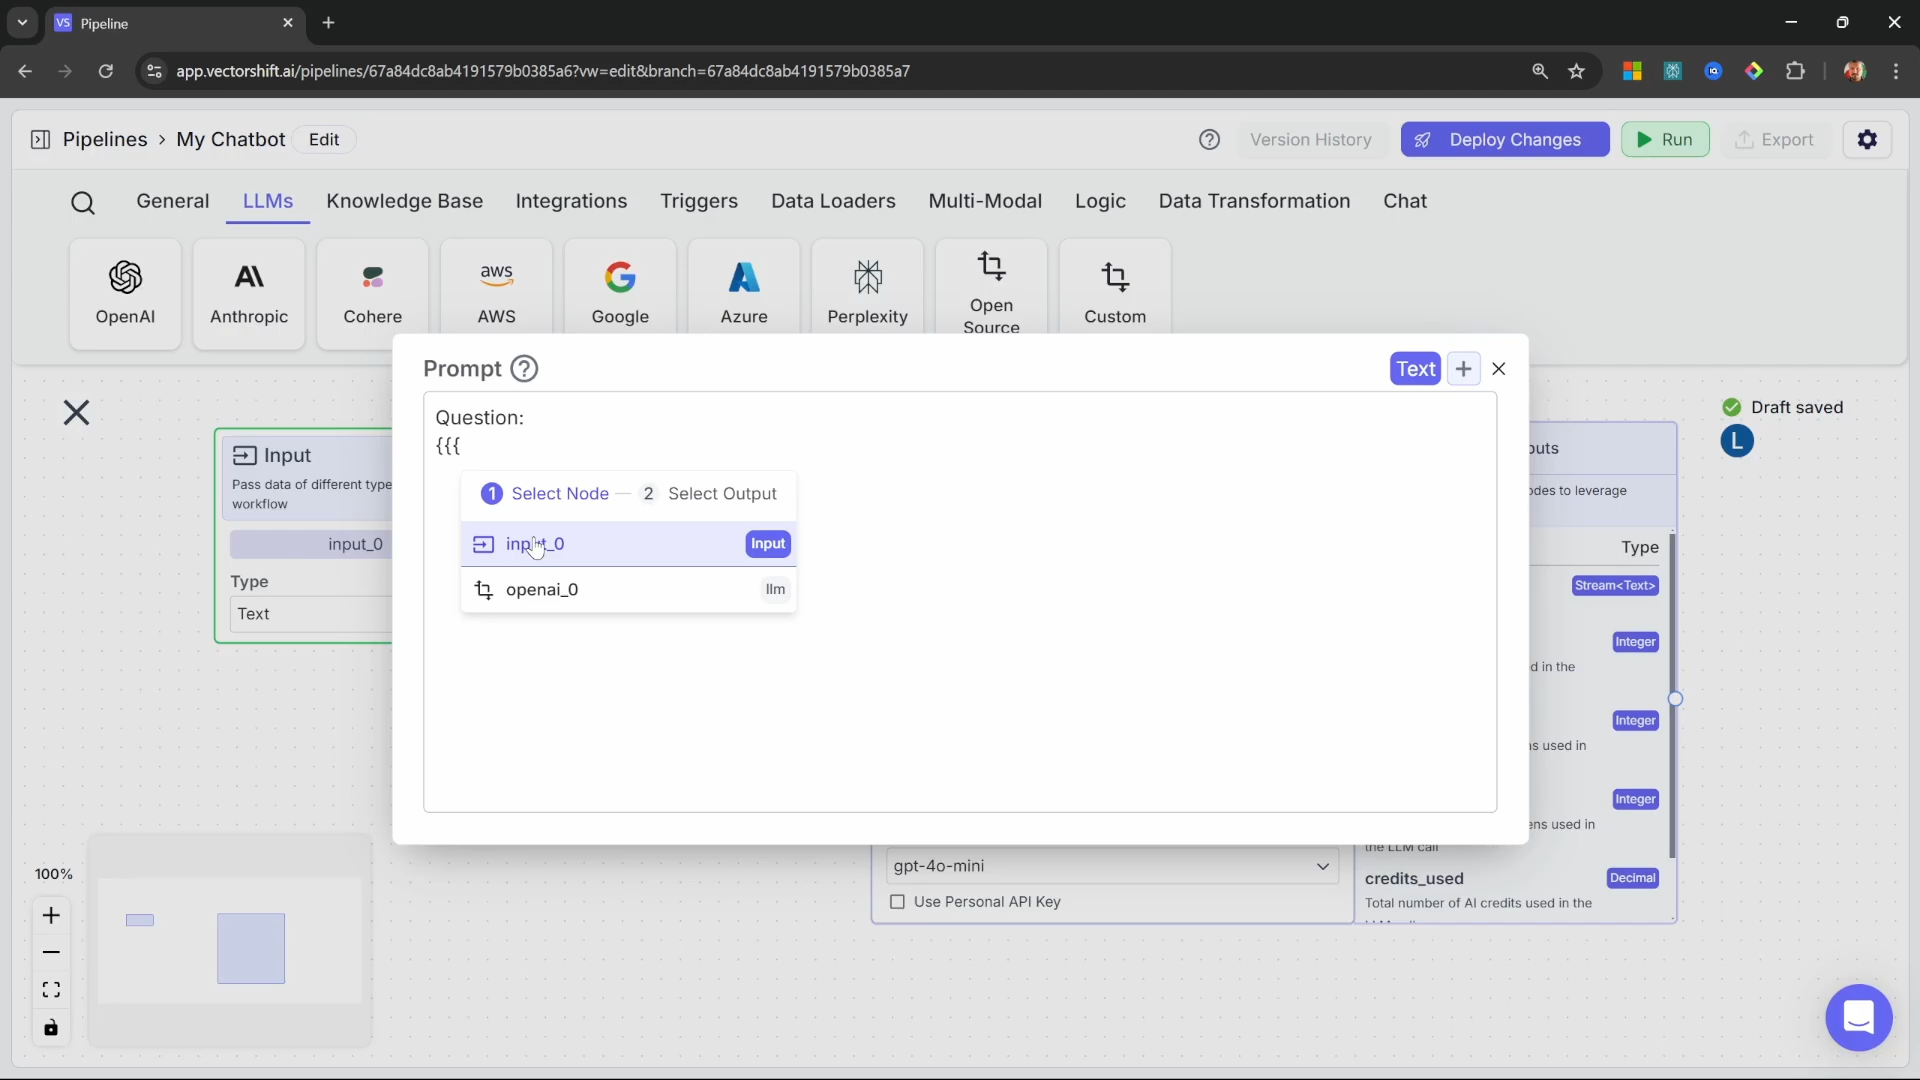 VS Pipeline
app.vectorshift.ai/pipelines/67a84dc8ab4191579b0385a6?vw=edit&branch=67a84dc8ab4191579b0385a7
Pipelines > My Chatbot Edit
Version History
Deploy Changes
Run
Export
General
LLMs
Knowledge Base
Integrations
Triggers
Data Loaders
Multi-Modal
Logic
Data Transformation
Chat
OpenAI
Anthropic
Cohere
aws
AWS
Google
Azure
Perplexity
Open
Source
Custom
Prompt ?
Text +
Question:
{{{
1 Select Node — 2 Select Output
input_0 Input
openai_0 llm
Draft saved
L
Input
Pass data of different type
workflow
input_0
Type
Text
puts
odes to leverage
Type
Stream<Text>
Integer
d in the
Integer
ns used in
Integer
ens used in
the LLM call
credits_used Decimal
Total number of AI credits used in the
gpt-4o-mini
Use Personal API Key
100%